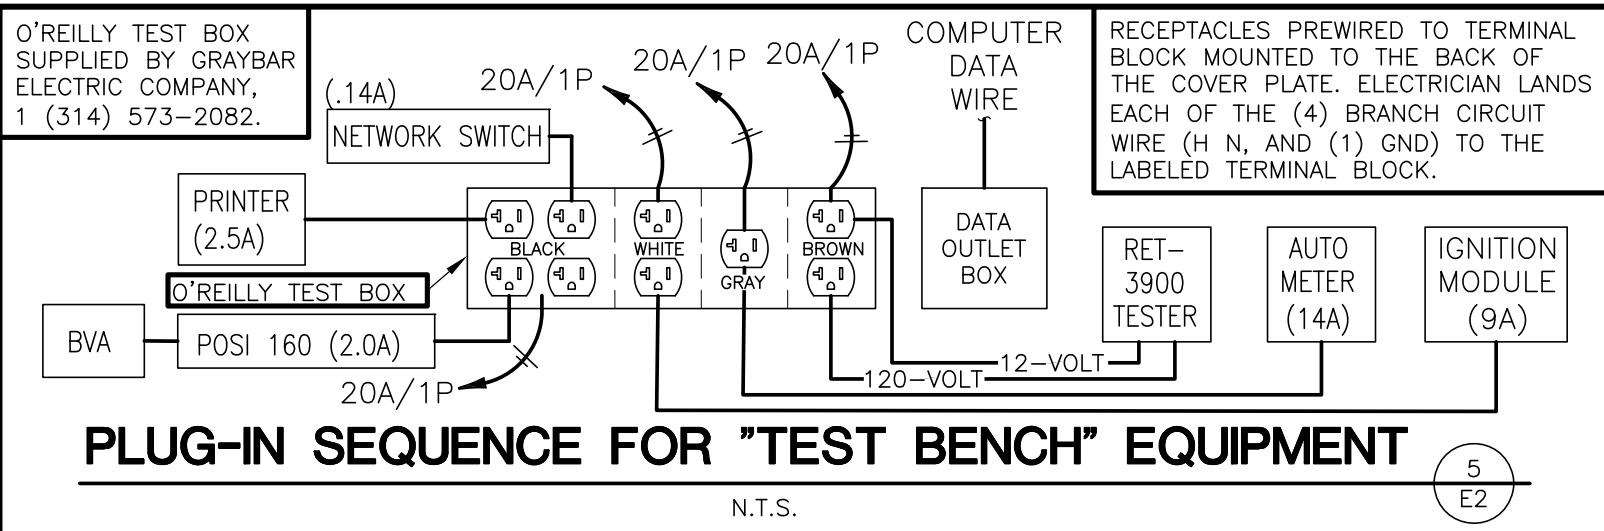 O'REILLY TEST BOX
SUPPLIED BY GRAYBAR
ELECTRIC COMPANY,
1 (314) 573-2082.
(.14A)
NETWORK SWITCH
20A/1P
20A/1P
20A/1P
COMPUTER
DATA
WIRE
RECEPTACLES PREWIRED TO TERMINAL
BLOCK MOUNTED TO THE BACK OF
THE COVER PLATE. ELECTRICIAN LANDS
EACH OF THE (4) BRANCH CIRCUIT
WIRE (H N, AND (1) GND) TO THE
LABELED TERMINAL BLOCK.
PRINTER
(2.5A)
BLACK
WHITE
GRAY
BROWN
DATA
OUTLET
BOX
RET-
3900
TESTER
AUTO
METER
(14A)
IGNITION
MODULE
(9A)
O'REILLY TEST BOX
BVA
POSI 160 (2.0A)
20A/1P
12-VOLT
120-VOLT
PLUG-IN SEQUENCE FOR "TEST BENCH" EQUIPMENT
5
E2
N.T.S.